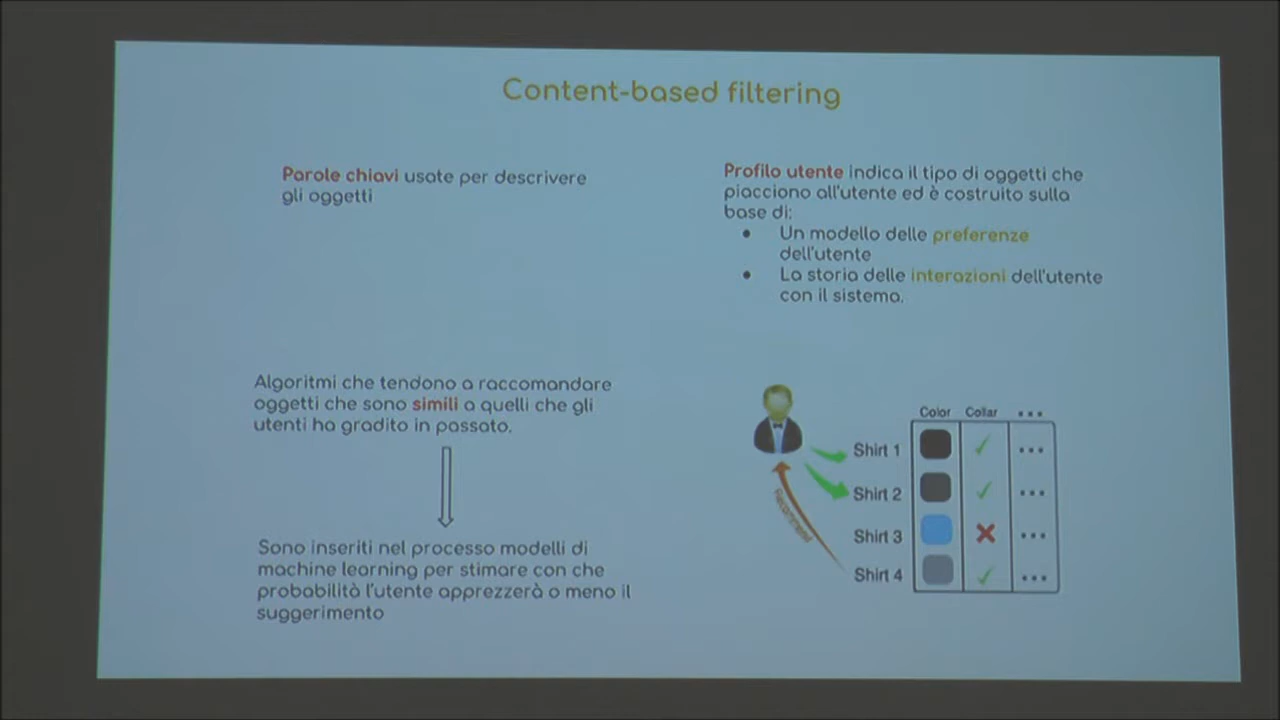 Content-based filtering
Parole chiavi usate per descrivere
gli oggetti
Profilo utente indica il tipo di oggetti che
piacciono all'utente ed è costruito sulla
base di:
• Un modello delle preferenze
dell'utente
• La storia delle interazioni dell'utente
con il sistema.
Algoritmi che tendono a raccomandare
oggetti che sono simili a quelli che gli
utenti ha gradito in passato.
Sono inseriti nel processo modelli di
machine learning per stimare con che
probabilità l'utente apprezzerà o meno il
suggerimento
Color Collar ...
Shirt 1 ...
Shirt 2 ...
Shirt 3 ...
Shirt 4 ...
Recommend